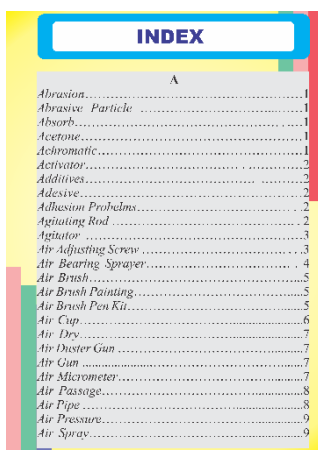 INDEX
A
Abrasion....................................................1
Abrasive Particle ........................................1
Absorb.......................................................1
Acetone......................................................1
Achromatic.................................................1
Activator.....................................................2
Additives.....................................................2
Adesive.......................................................2
Adhasion Probelms......................................2
Agitating Rod ..............................................2
Agitator ......................................................3
Air Adjusting Screw .....................................3
Air Bearing Sprayer......................................4
Air Brush.....................................................5
Air Brush Painting........................................5
Air Brush Pen Kit.........................................5
Air Cup........................................................6
Air Dry........................................................7
Air Duster Gun ............................................7
Air Gun .......................................................7
Air Micrometer.............................................7
Air Passage..................................................8
Air Pipe .......................................................8
Air Pressure.................................................9
Air Spray.....................................................9